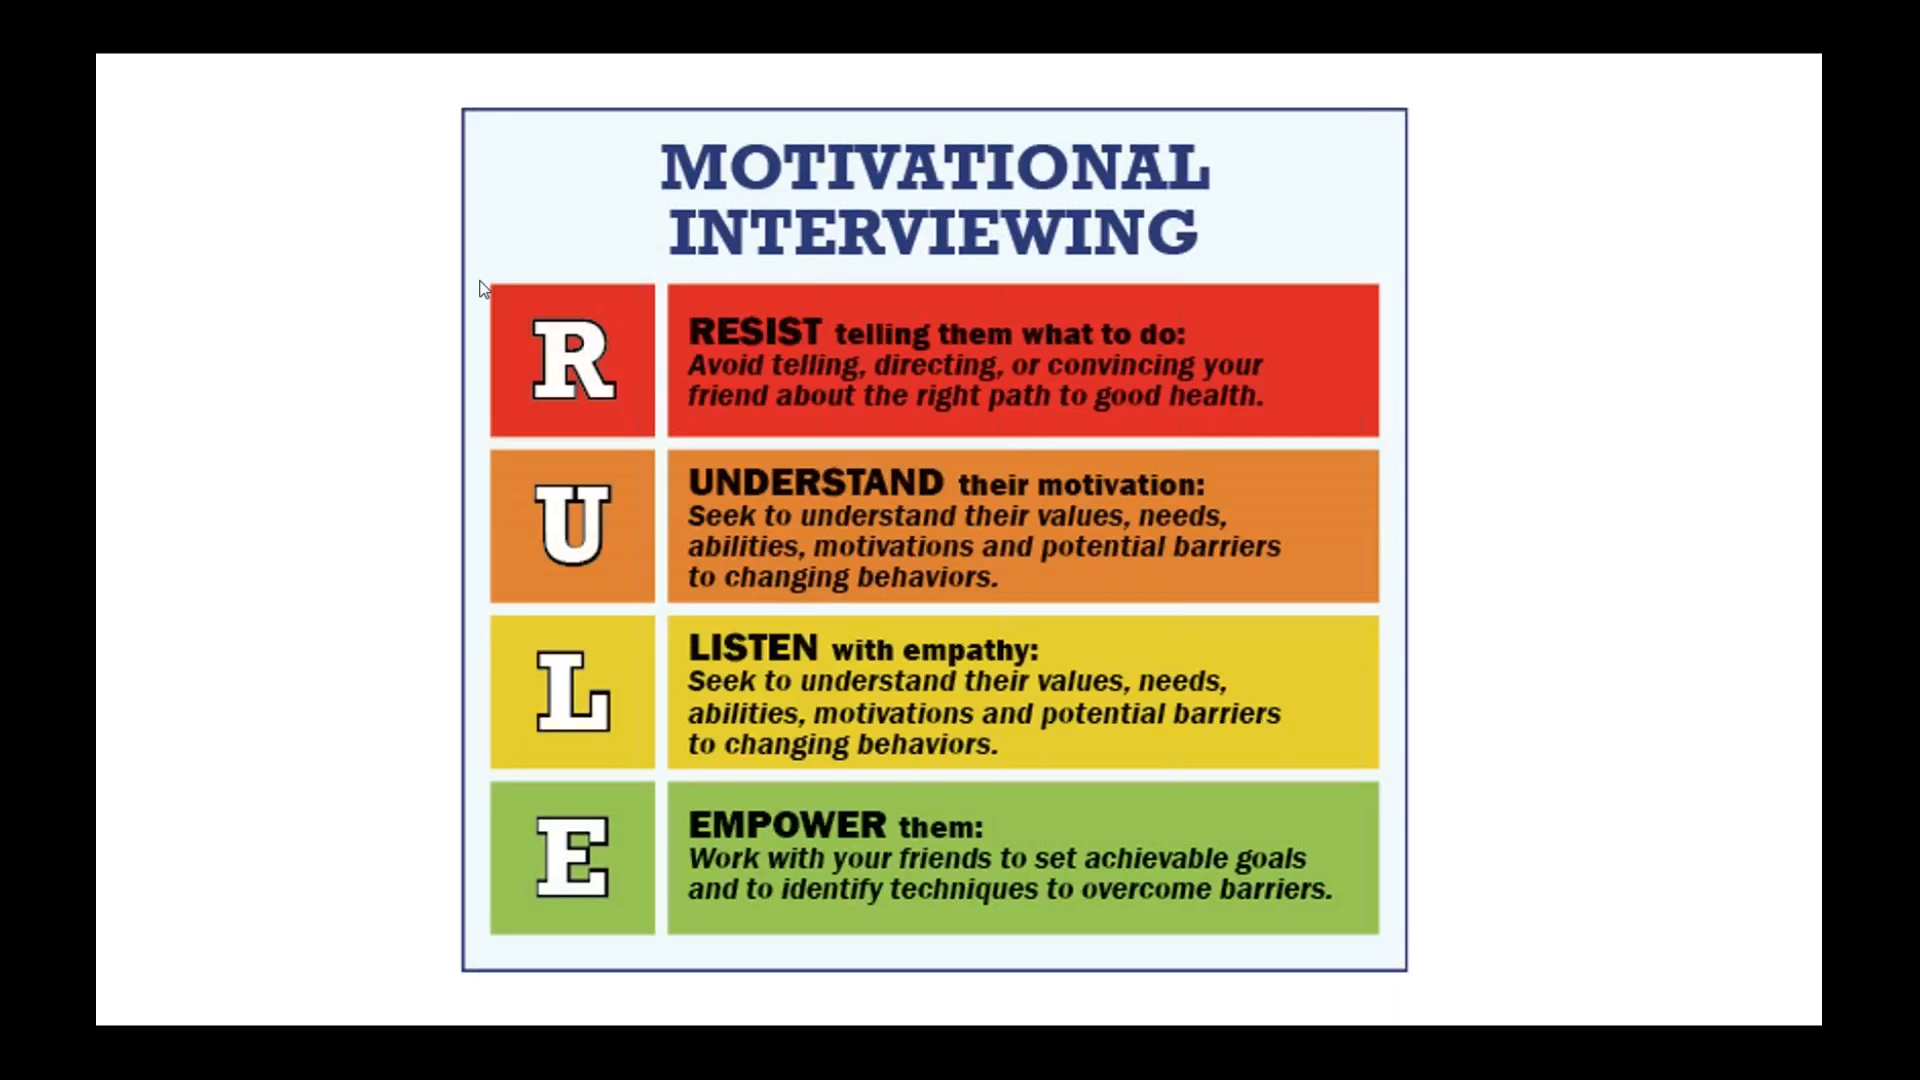 MOTIVATIONAL
INTERVIEWING
R
RESIST telling them what to do:
Avoid telling, directing, or convincing your
friend about the right path to good health.
U
UNDERSTAND their motivation:
Seek to understand their values, needs,
abilities, motivations and potential barriers
to changing behaviors.
L
LISTEN with empathy:
Seek to understand their values, needs,
abilities, motivations and potential barriers
to changing behaviors.
E
EMPOWER them:
Work with your friends to set achievable goals
and to identify techniques to overcome barriers.